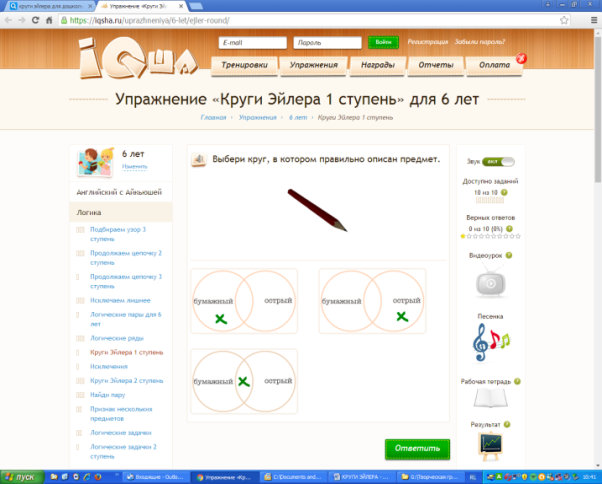 круги эйлера для дошкол
Упражнение «Круги Э
https://iqsha.ru/uprazhneniya/6-let/ejler-round/
iQша
E-mail Пароль Войти Регистрация Забыли пароль?
Тренировки Упражнения Награды Отчеты Оплата
Упражнение «Круги Эйлера 1 ступень» для 6 лет
Главная Упражнения 6 лет Круги Эйлера 1 ступень
6 лет
Изменить
Английский с Айкьюшей
Логика
Подбираем узор 3 ступень
Продолжаем цепочку 2 ступень
Продолжаем цепочку 3 ступень
Исключаем лишнее
Логические пары для 6 лет
Логические ряды
Круги Эйлера 1 ступень
Исключения
Круги Эйлера 2 ступень
Найди пару
Признак нескольких предметов
Логические задачки
Логические задачки 2 ступень
Выбери круг, в котором правильно описан предмет.
бумажный острый
бумажный острый
бумажный острый
Ответить
Звук вкл
Доступно заданий
10 из 10
Верных ответов
0 из 10 (0%)
Видеоурок
Песенка
Рабочая тетрадь
Результат
пуск
Входящие - Outlo...
Упражнение «Кру...
C:\Documents and...
КРУГИ ЭЙЛЕРА - ...
RL
10:41